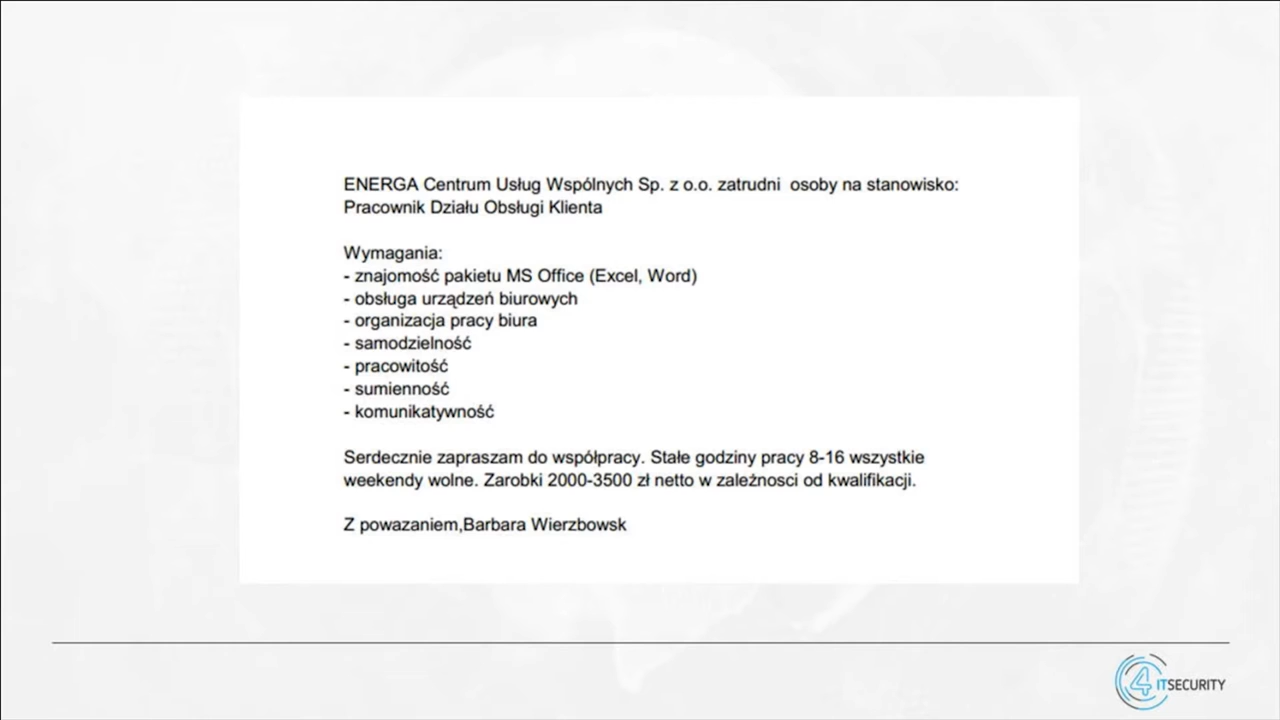 ENERGA Centrum Usług Wspólnych Sp. z o.o. zatrudni osoby na stanowisko:
Pracownik Działu Obsługi Klienta
Wymagania:
- znajomość pakietu MS Office (Excel, Word)
- obsługa urządzeń biurowych
- organizacja pracy biura
- samodzielność
- pracowitość
- sumienność
- komunikatywność
Serdecznie zapraszam do współpracy. Stałe godziny pracy 8-16 wszystkie
weekendy wolne. Zarobki 2000-3500 zł netto w zależnosci od kwalifikacji.
Z powazaniem,Barbara Wierzbowsk
4 ITSECURITY